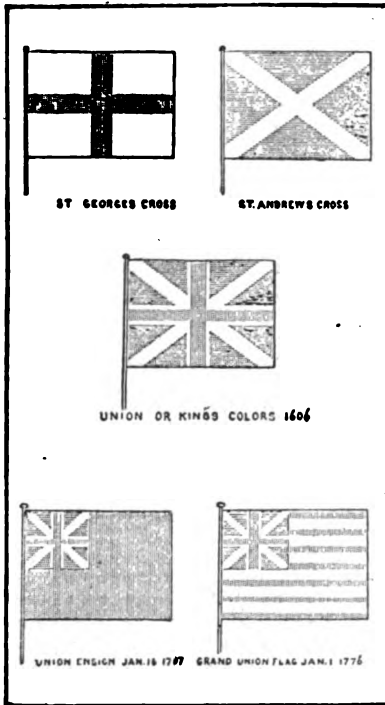 ST GEORGES CROSS
ST. ANDREWS CROSS
UNION OR KINGS COLORS 1606
UNION ENSIGN JAN. 16 1707
GRAND UNION FLAG JAN. 1 1776